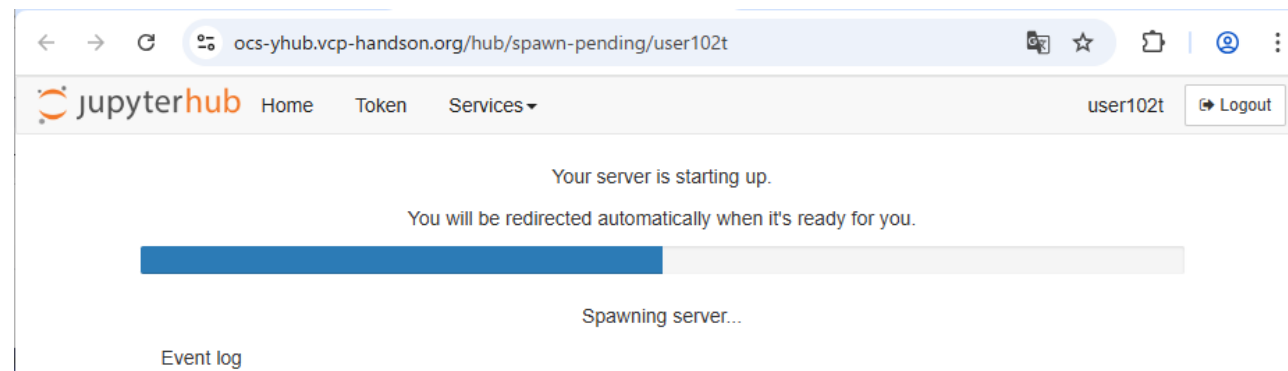 ocs-yhub.vcp-handson.org/hub/spawn-pending/user102t
jupyterhub Home Token Services user102t Logout
Your server is starting up.
You will be redirected automatically when it's ready for you.
Spawning server...
Event log